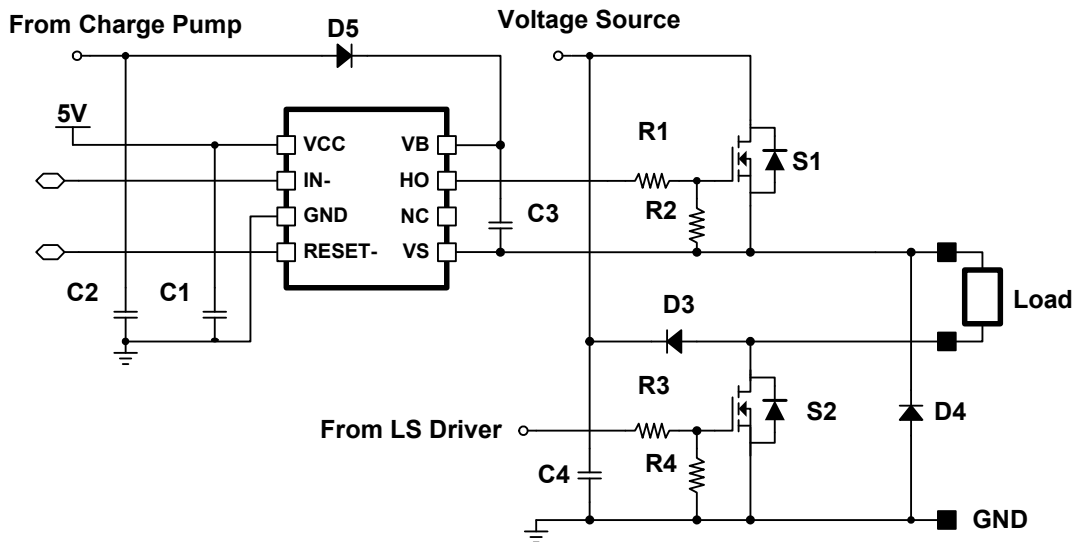 From Charge Pump
D5
Voltage Source
5V
VCC
VB
R1
S1
IN-
HO
R2
GND
NC
C3
RESET-
VS
C2
C1
D3
Load
R3
S2
D4
From LS Driver
C4
R4
GND